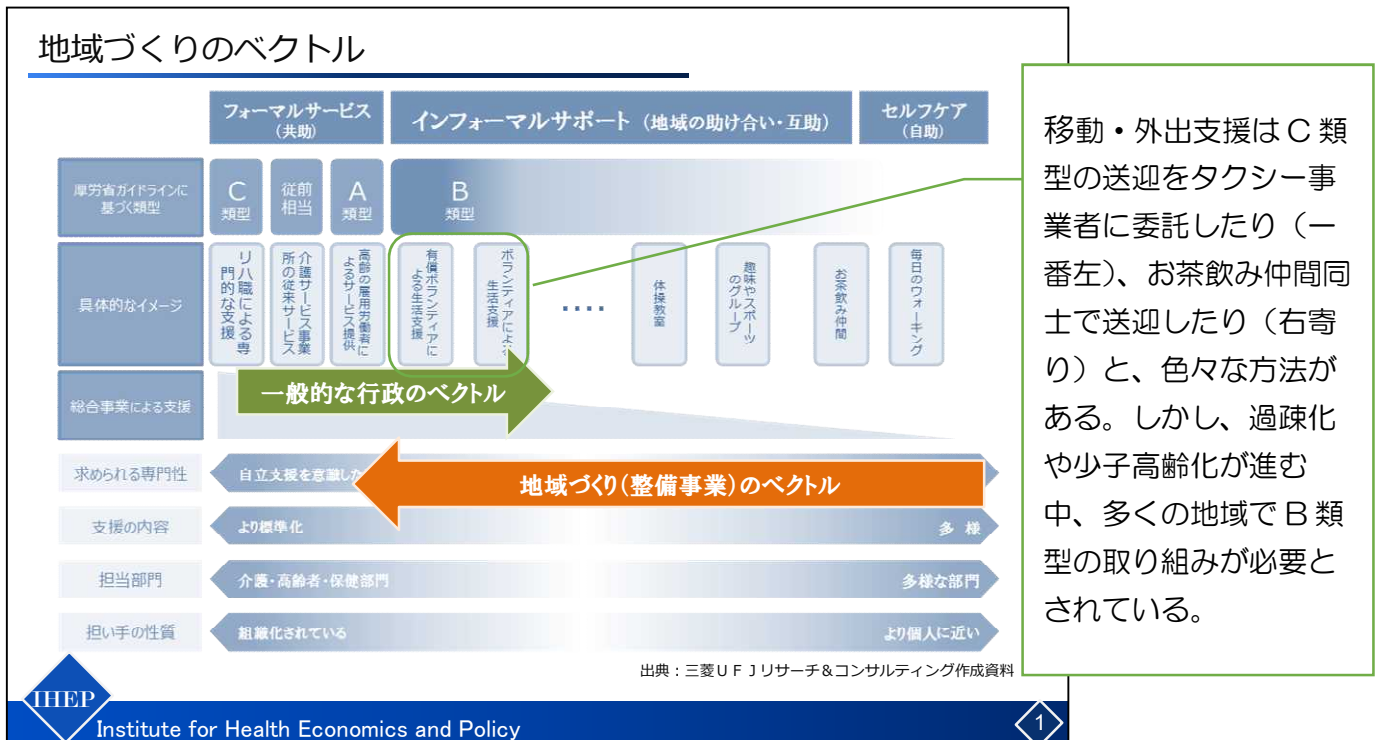 地域づくりのベクトル
フォーマルサービス
(共助)
インフォーマルサポート（地域の助け合い・互助）
セルフケア
(自助)
厚労省ガイドラインに
基づく類型
C
類型
従前
相当
A
類型
B
類型
具体的なイメージ
リハ職による専
門的な支援
介護サービス事業
所の従来サービス
高齢の雇用労働者に
よるサービス提供
有償ボランティアに
よる生活支援
ボランティアによる
生活支援
‥‥
体操教室
趣味やスポーツ
のグループ
お茶飲み仲間
毎日のウォーキング
一般的な行政のベクトル
総合事業による支援
求められる専門性
自立支援を意識した
地域づくり(整備事業)のベクトル
支援の内容
より標準化
多 様
担当部門
介護・高齢者・保健部門
多様な部門
担い手の性質
組織化されている
より個人に近い
出典：三菱ＵＦＪリサーチ＆コンサルティング作成資料
IHEP
Institute for Health Economics and Policy
1
移動・外出支援はC類
型の送迎をタクシー事
業者に委託したり（一
番左）、お茶飲み仲間同
士で送迎したり（右寄
り）と、色々な方法が
ある。しかし、過疎化
や少子高齢化が進む
中、多くの地域でB類
型の取り組みが必要と
されている。